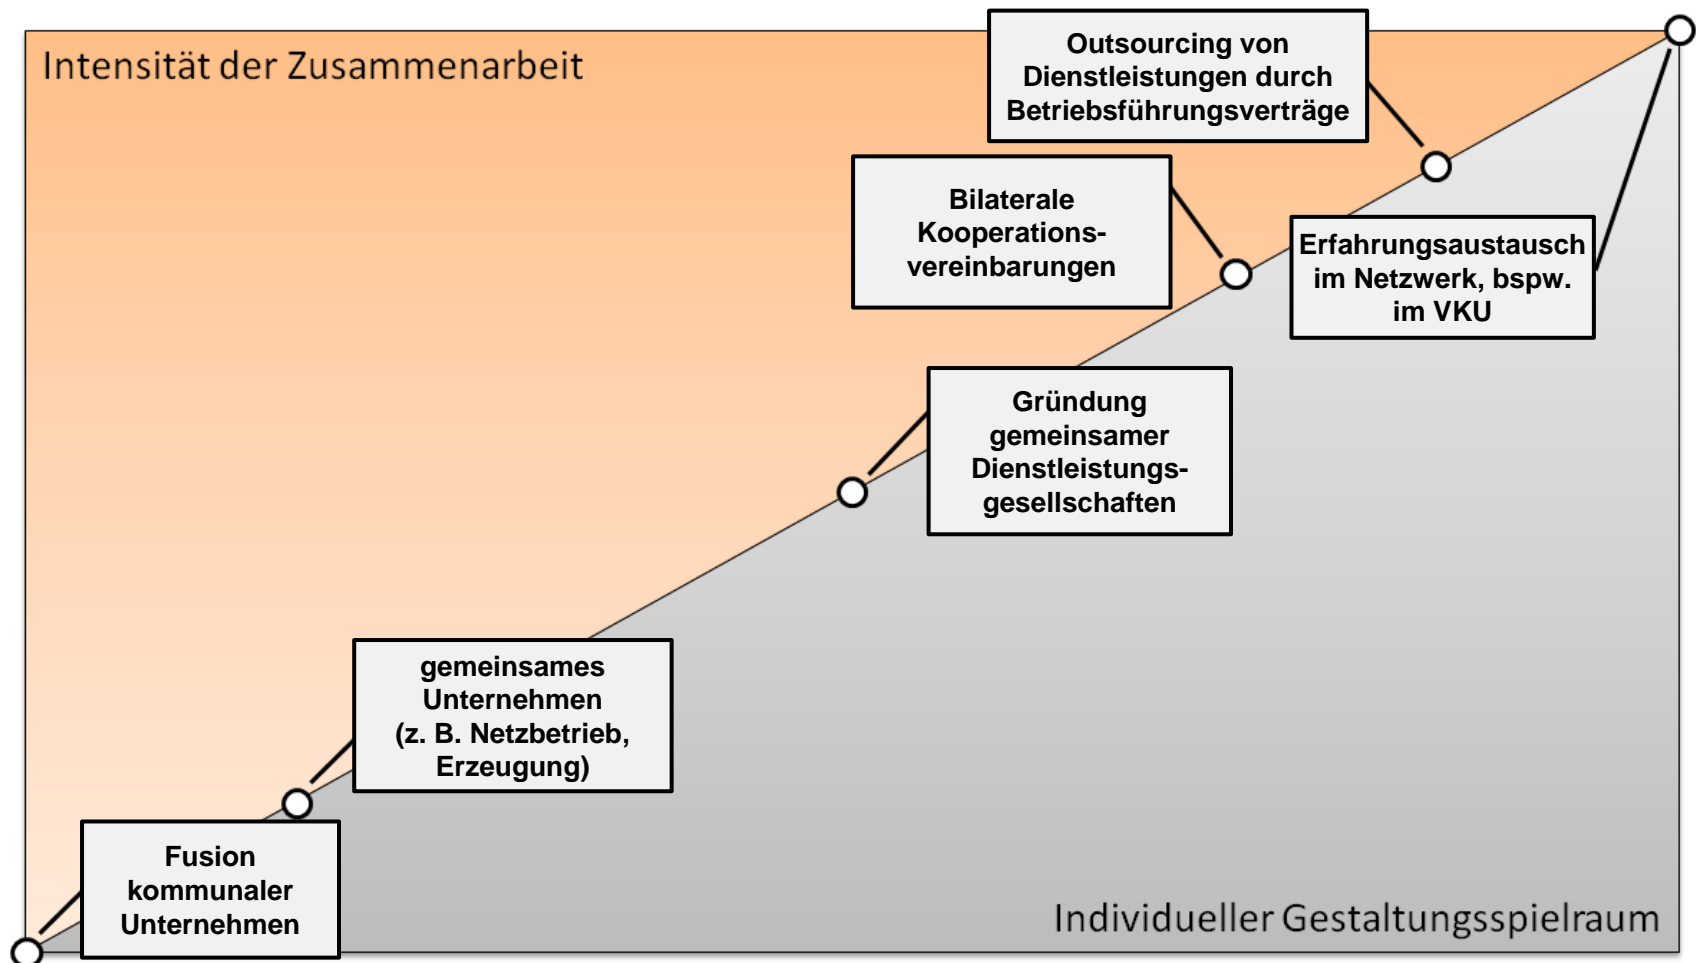 Intensität der Zusammenarbeit
Outsourcing von
Dienstleistungen durch
Betriebsführungsverträge
Bilaterale
Kooperations-
vereinbarungen
Erfahrungsaustausch
im Netzwerk, bspw.
im VKU
Gründung
gemeinsamer
Dienstleistungs-
gesellschaften
gemeinsames
Unternehmen
(z. B. Netzbetrieb,
Erzeugung)
Fusion
kommunaler
Unternehmen
Individueller Gestaltungsspielraum